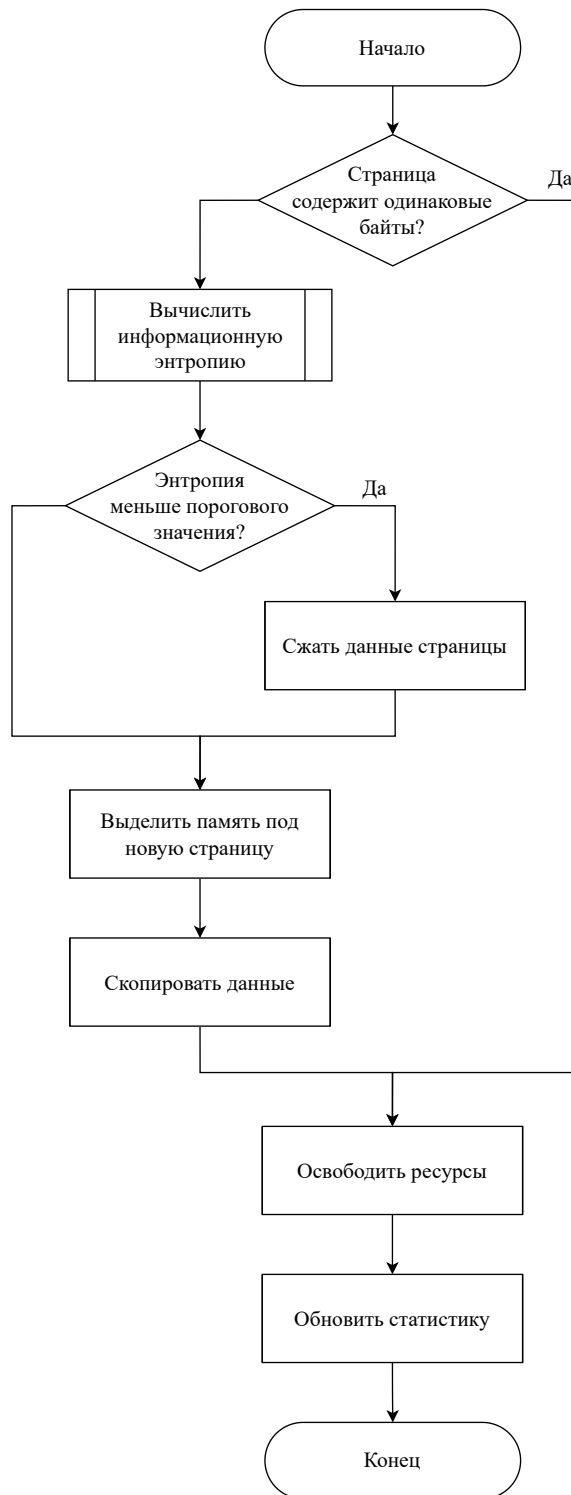 Начало
Страница
Да
содержит одинаковые
байты?
Вычислить
информационную
энтропию
Энтропия
меньше порогового
значения?
Да
Сжать данные страницы
Выделить память под
новую страницу
Скопировать данные
Освободить ресурсы
Обновить статистику
Конец